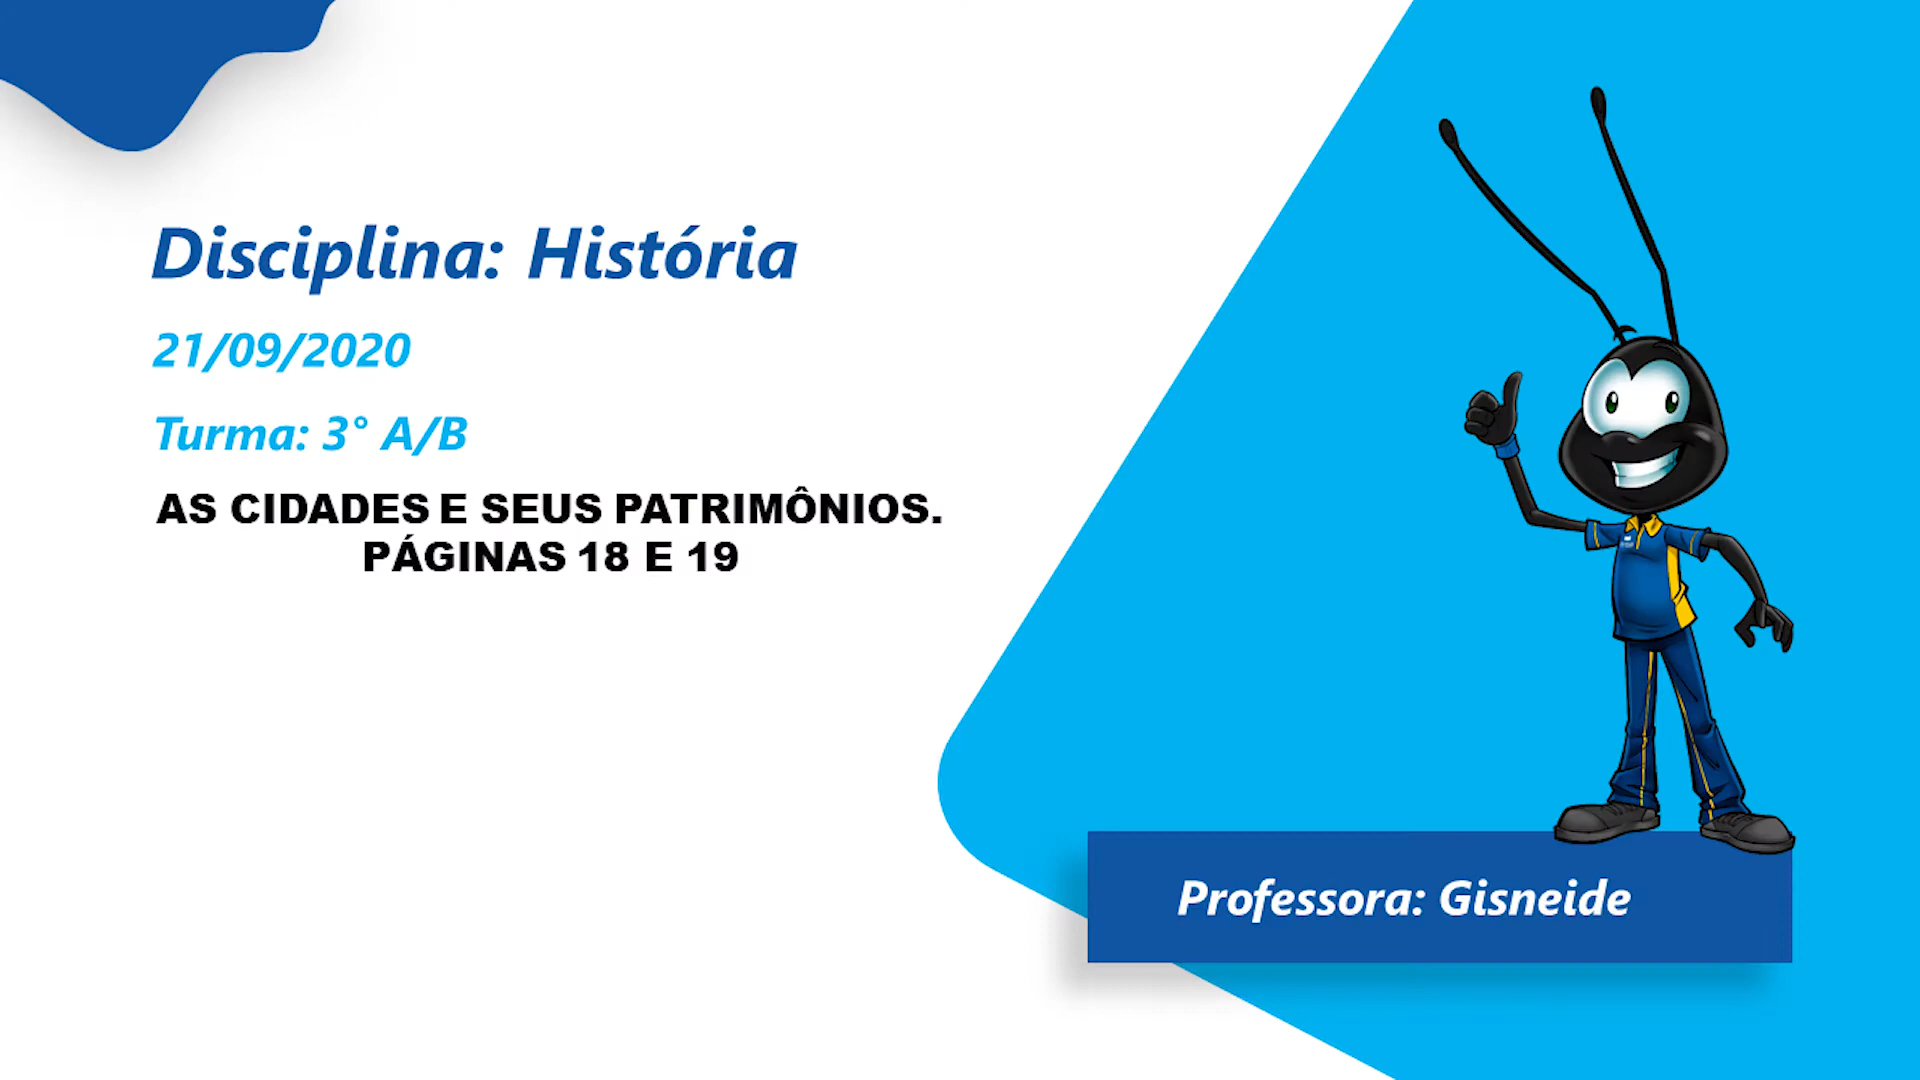 Disciplina: História
21/09/2020
Turma: 3° A/B
AS CIDADES E SEUS PATRIMÔNIOS.
PÁGINAS 18 E 19
Professora: Gisneide